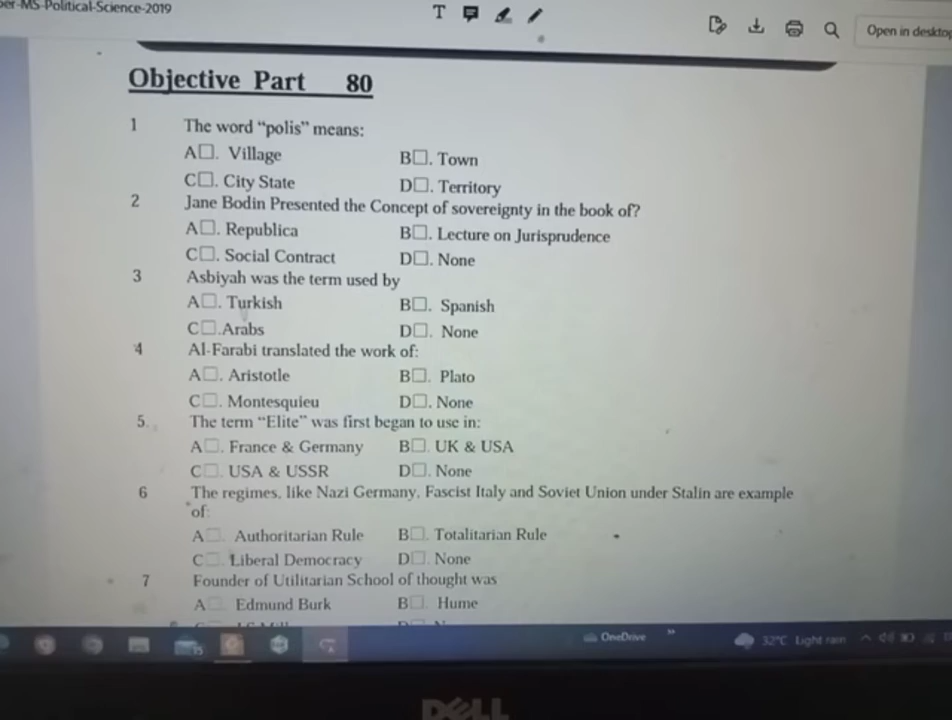 er-MS-Political-Science-2019
T
Open in deskto
Objective Part 80
1 The word “polis” means:
A☐. Village B☐. Town
C☐. City State D☐. Territory
2 Jane Bodin Presented the Concept of sovereignty in the book of?
A☐. Republica B☐. Lecture on Jurisprudence
C☐. Social Contract D☐. None
3 Asbiyah was the term used by
A☐. Turkish B☐. Spanish
C☐.Arabs D☐. None
4 Al-Farabi translated the work of:
A☐. Aristotle B☐. Plato
C☐. Montesquieu D☐. None
5. The term “Elite” was first began to use in:
A☐. France & Germany B☐. UK & USA
C☐. USA & USSR D☐. None
6 The regimes, like Nazi Germany, Fascist Italy and Soviet Union under Stalin are example
of:
A☐. Authoritarian Rule B☐. Totalitarian Rule
C☐. Liberal Democracy D☐. None
7 Founder of Utilitarian School of thought was
A☐ Edmund Burk B☐. Hume
OneDrive 32°C Light rain
DELL